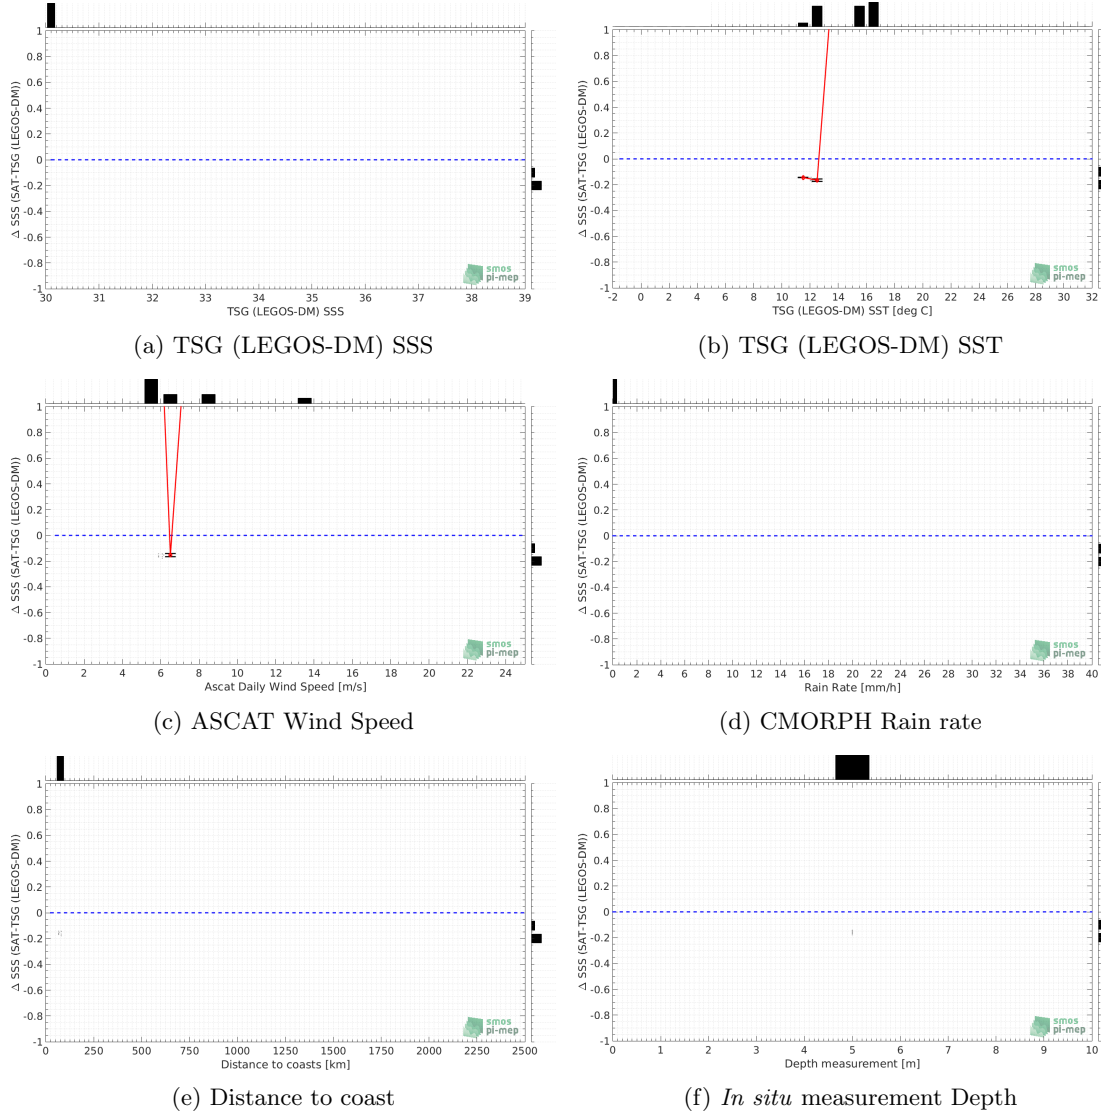 1
0.8
0.6
0.4
0.2
0
-0.2
-0.4
-0.6
-0.8
-1
Δ SSS (SAT-TSG (LEGOS-DM))
30 31 32 33 34 35 36 37 38 39
TSG (LEGOS-DM) SSS
smos
pi-mep
(a) TSG (LEGOS-DM) SSS
1
0.8
0.6
0.4
0.2
0
-0.2
-0.4
-0.6
-0.8
-1
Δ SSS (SAT-TSG (LEGOS-DM))
-2 0 2 4 6 8 10 12 14 16 18 20 22 24 26 28 30 32
TSG (LEGOS-DM) SST [deg C]
smos
pi-mep
(b) TSG (LEGOS-DM) SST
1
0.8
0.6
0.4
0.2
0
-0.2
-0.4
-0.6
-0.8
-1
Δ SSS (SAT-TSG (LEGOS-DM))
0 2 4 6 8 10 12 14 16 18 20 22 24
Ascat Daily Wind Speed [m/s]
smos
pi-mep
(c) ASCAT Wind Speed
1
0.8
0.6
0.4
0.2
0
-0.2
-0.4
-0.6
-0.8
-1
Δ SSS (SAT-TSG (LEGOS-DM))
0 2 4 6 8 10 12 14 16 18 20 22 24 26 28 30 32 34 36 38 40
Rain Rate [mm/h]
smos
pi-mep
(d) CMORPH Rain rate
1
0.8
0.6
0.4
0.2
0
-0.2
-0.4
-0.6
-0.8
-1
Δ SSS (SAT-TSG (LEGOS-DM))
0 250 500 750 1000 1250 1500 1750 2000 2250 2500
Distance to coasts [km]
smos
pi-mep
(e) Distance to coast
1
0.8
0.6
0.4
0.2
0
-0.2
-0.4
-0.6
-0.8
-1
Δ SSS (SAT-TSG (LEGOS-DM))
0 1 2 3 4 5 6 7 8 9 10
Depth measurement [m]
smos
pi-mep
(f) In situ measurement Depth